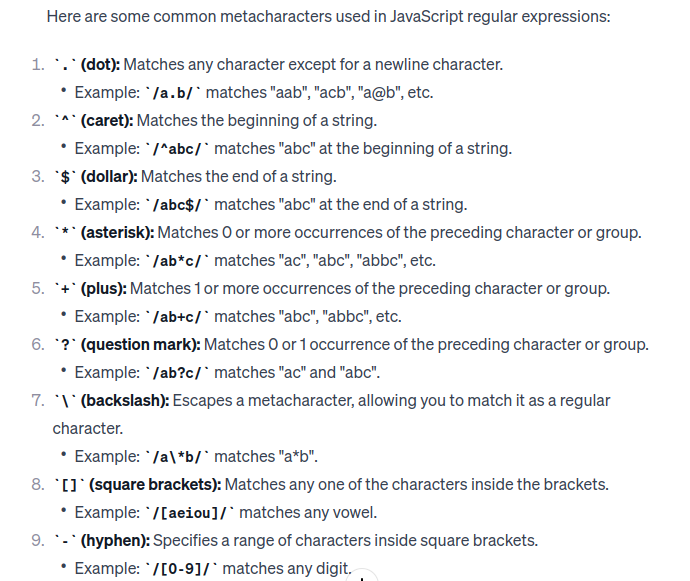 Here are some common metacharacters used in JavaScript regular expressions:
1. `.` (dot): Matches any character except for a newline character.
• Example: `/a.b/` matches "aab", "acb", "a@b", etc.
2. `^` (caret): Matches the beginning of a string.
• Example: `/^abc/` matches "abc" at the beginning of a string.
3. `$` (dollar): Matches the end of a string.
• Example: `/abc$/` matches "abc" at the end of a string.
4. `*` (asterisk): Matches 0 or more occurrences of the preceding character or group.
• Example: `/ab*c/` matches "ac", "abc", "abbc", etc.
5. `+` (plus): Matches 1 or more occurrences of the preceding character or group.
• Example: `/ab+c/` matches "abc", "abbc", etc.
6. `?` (question mark): Matches 0 or 1 occurrence of the preceding character or group.
• Example: `/ab?c/` matches "ac" and "abc".
7. `\` (backslash): Escapes a metacharacter, allowing you to match it as a regular
character.
• Example: `/a\*b/` matches "a*b".
8. `[]` (square brackets): Matches any one of the characters inside the brackets.
• Example: `/[aeiou]/` matches any vowel.
9. `-` (hyphen): Specifies a range of characters inside square brackets.
• Example: `/[0-9]/` matches any digit.